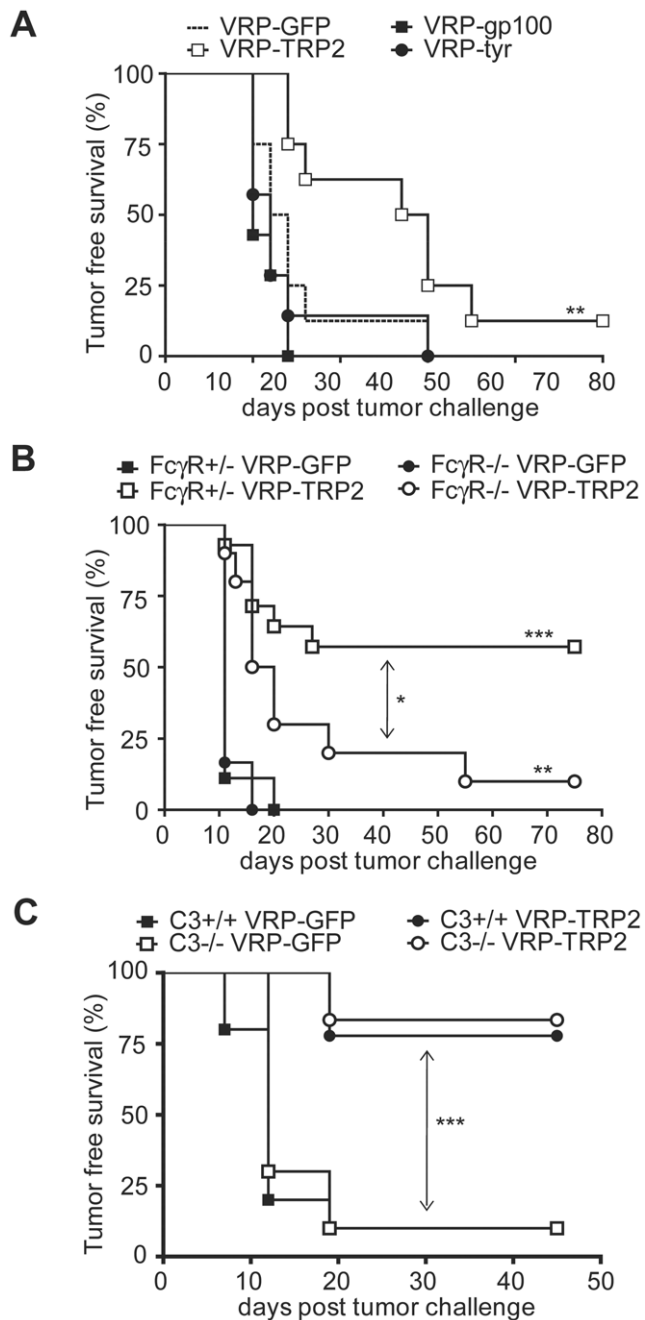 A
VRP-GFP VRP-gp100
VRP-TRP2 VRP-tyr
Tumor free survival (%)
100
75
50
25
0
**
0 10 20 30 40 50 60 70 80
days post tumor challenge
B
FcγR+/- VRP-GFP FcγR-/- VRP-GFP
FcγR+/- VRP-TRP2 FcγR-/- VRP-TRP2
Tumor free survival (%)
100
75
50
25
0
***
*
**
0 10 20 30 40 50 60 70 80
days post tumor challenge
C
C3+/+ VRP-GFP C3+/+ VRP-TRP2
C3-/- VRP-GFP C3-/- VRP-TRP2
Tumor free survival (%)
100
75
50
25
0
***
0 10 20 30 40 50
days post tumor challenge